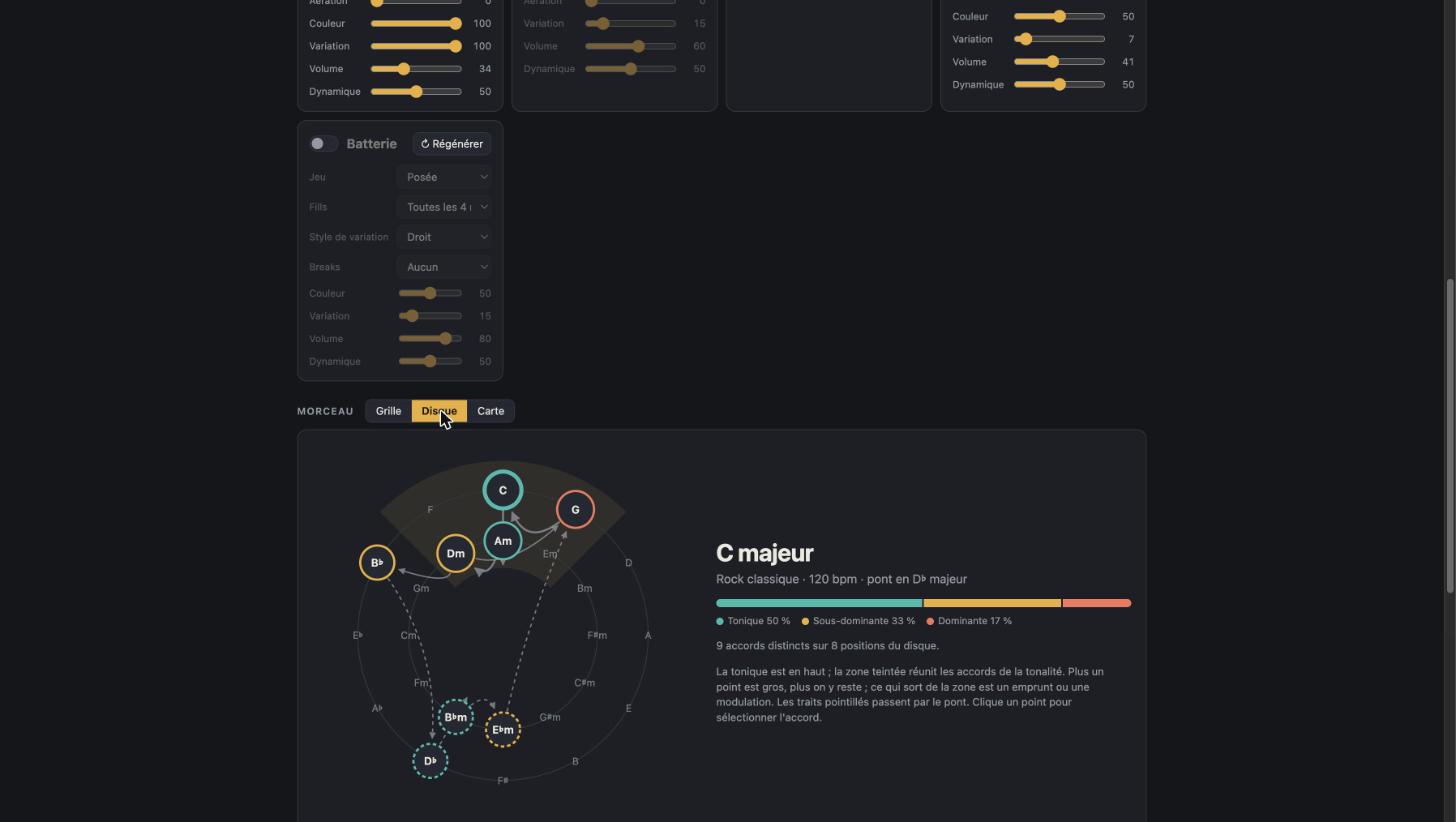 Aération 0
Couleur 100
Variation 100
Volume 34
Dynamique 50
Aération 0
Variation 15
Volume 60
Dynamique 50
Couleur 50
Variation 7
Volume 41
Dynamique 50
Batterie
↻ Régénérer
Jeu Posée
Fills Toutes les 4
Style de variation Droit
Breaks Aucun
Couleur 50
Variation 15
Volume 80
Dynamique 50
MORCEAU Grille Disque Carte
C
F
G
Am
Dm
Em
B♭
D
Gm
Bm
E♭
Cm
F#m
A
Fm
C#m
A♭
B♭m
G#m
E
E♭m
D♭
B
F#
C majeur
Rock classique · 120 bpm · pont en D♭ majeur
Tonique 50 % Sous-dominante 33 % Dominante 17 %
9 accords distincts sur 8 positions du disque.
La tonique est en haut ; la zone teintée réunit les accords de la tonalité. Plus un
point est gros, plus on y reste ; ce qui sort de la zone est un emprunt ou une
modulation. Les traits pointillés passent par le pont. Clique un point pour
sélectionner l'accord.